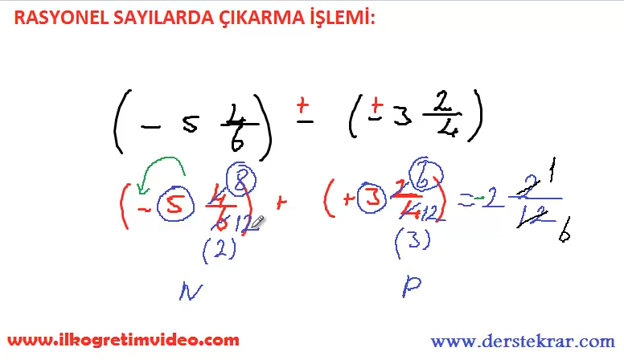 RASYONEL SAYILARDA ÇIKARMA İŞLEMİ:
(- 5 4/6) ± - (± - 3 2/4)
(- 5 4/6 8/12) + (+ 3 2/4 6/12) = -2 2/12 1/6
(2) (3)
N P
www.ilkogretimvideo.com www.derstekrar.com